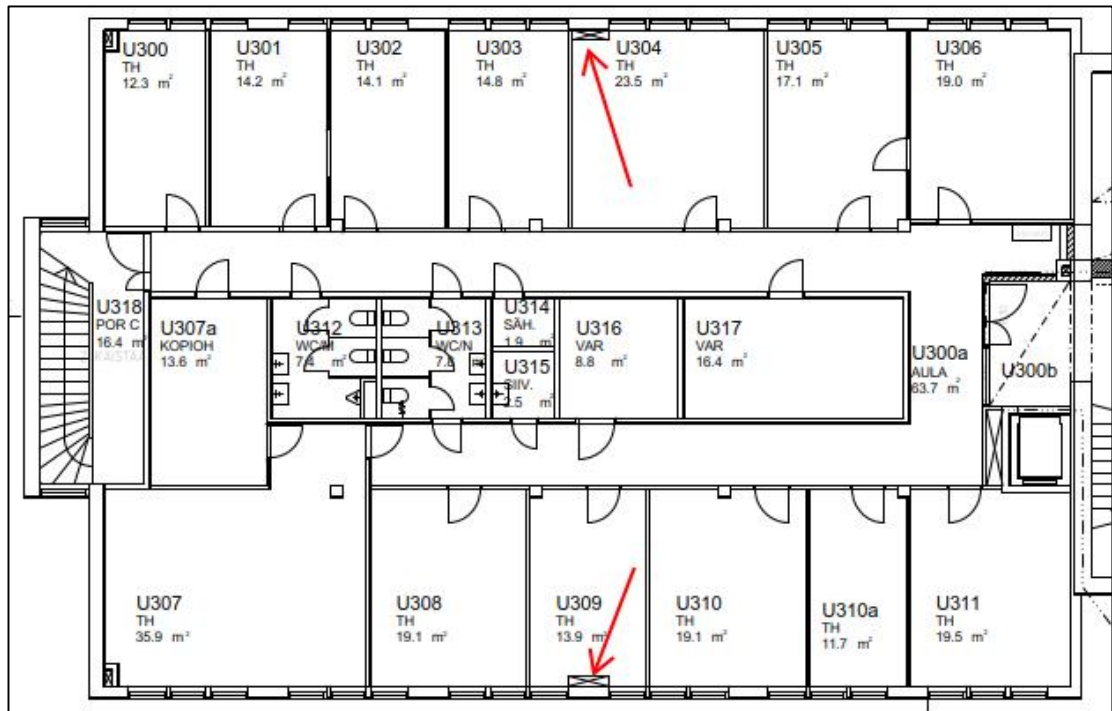 U300
TH
12.3 m²
U301
TH
14.2 m²
U302
TH
14.1 m²
U303
TH
14.8 m²
U304
TH
23.5 m²
U305
TH
17.1 m²
U306
TH
19.0 m²
U318
POR C
16.4 m²
U307a
KOPIOH
13.6 m²
U312
WC/M
7.4 m²
U313
WC/N
U314
SÄH.
1.9 m²
U315
SIIV.
2.5 m²
U316
VAR
8.8 m²
U317
VAR
16.4 m²
U300a
AULA
63.7 m²
U300b
U307
TH
35.9 m²
U308
TH
19.1 m²
U309
TH
13.9 m²
U310
TH
19.1 m²
U310a
TH
11.7 m²
U311
TH
19.5 m²